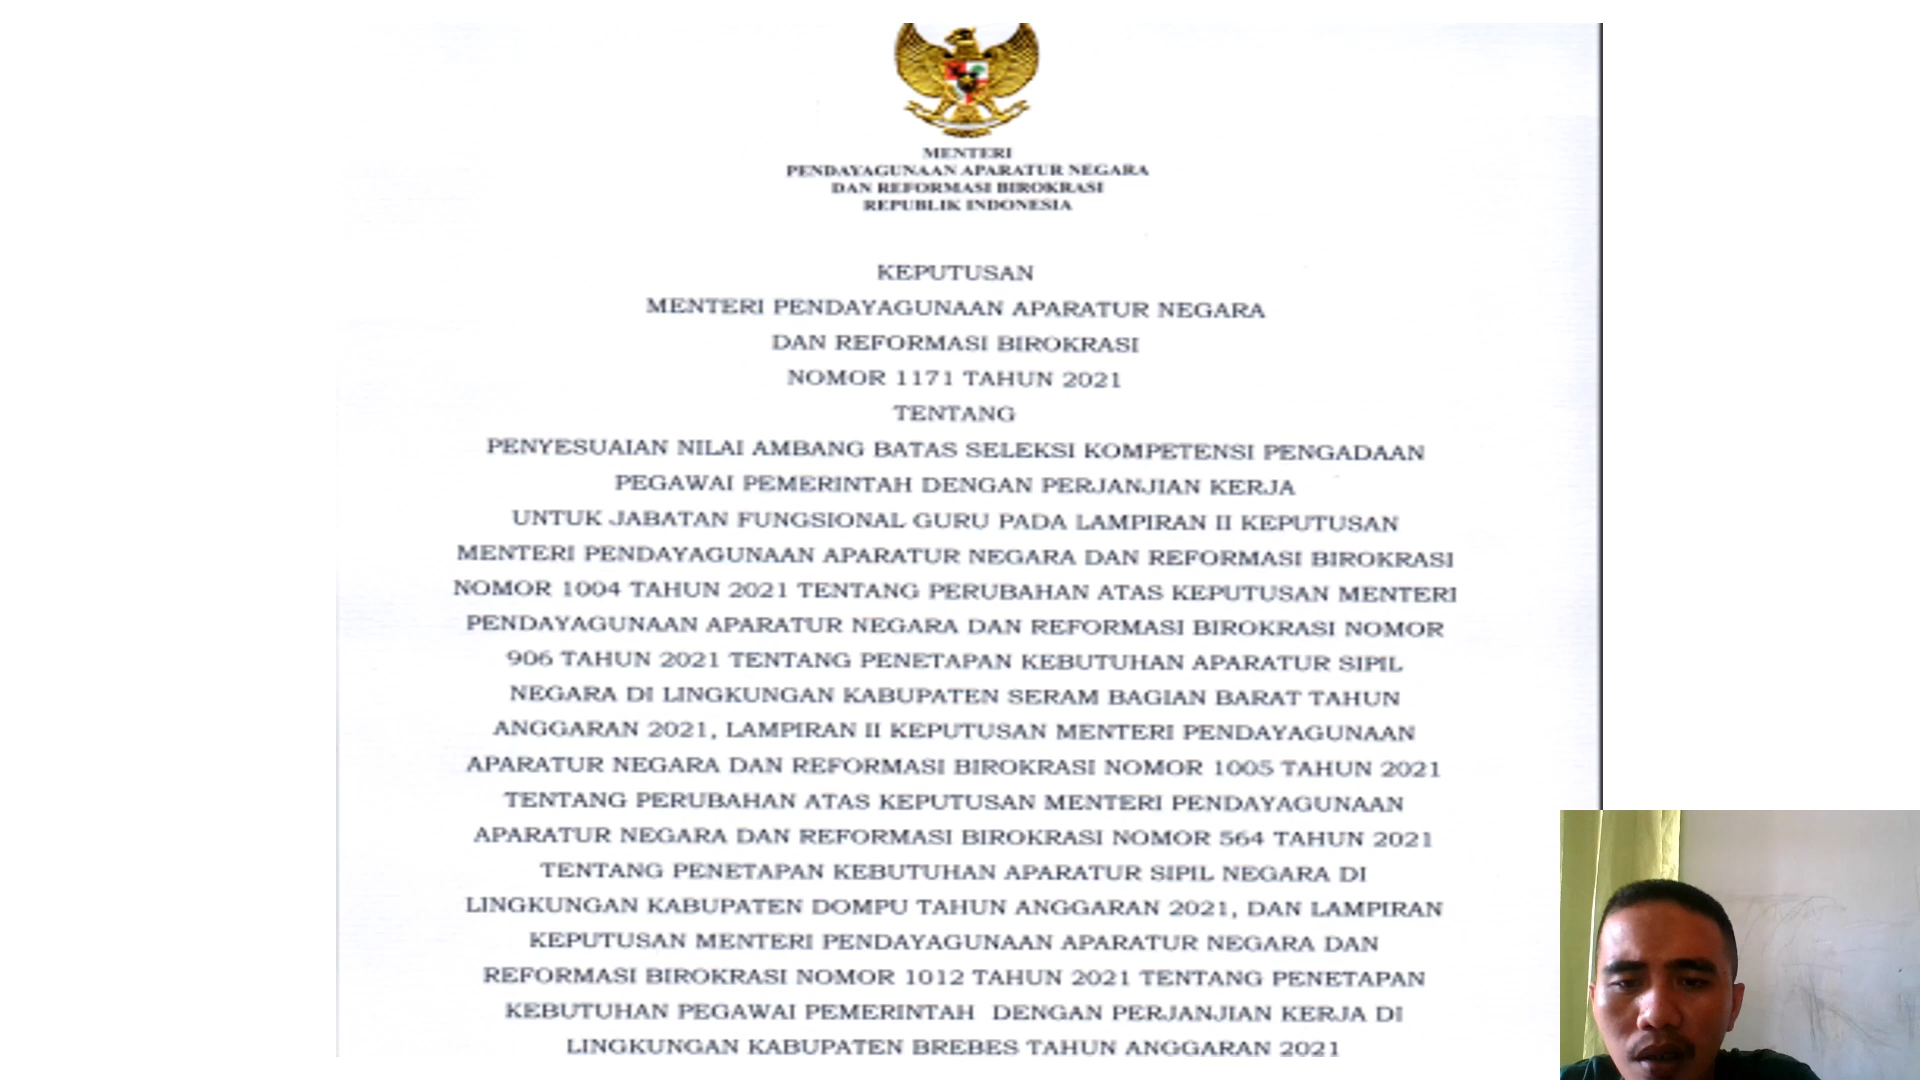 MENTERI
PENDAYAGUNAAN APARATUR NEGARA
DAN REFORMASI BIROKRASI
REPUBLIK INDONESIA
KEPUTUSAN
MENTERI PENDAYAGUNAAN APARATUR NEGARA
DAN REFORMASI BIROKRASI
NOMOR 1171 TAHUN 2021
TENTANG
PENYESUAIAN NILAI AMBANG BATAS SELEKSI KOMPETENSI PENGADAAN
PEGAWAI PEMERINTAH DENGAN PERJANJIAN KERJA
UNTUK JABATAN FUNGSIONAL GURU PADA LAMPIRAN II KEPUTUSAN
MENTERI PENDAYAGUNAAN APARATUR NEGARA DAN REFORMASI BIROKRASI
NOMOR 1004 TAHUN 2021 TENTANG PERUBAHAN ATAS KEPUTUSAN MENTERI
PENDAYAGUNAAN APARATUR NEGARA DAN REFORMASI BIROKRASI NOMOR
906 TAHUN 2021 TENTANG PENETAPAN KEBUTUHAN APARATUR SIPIL
NEGARA DI LINGKUNGAN KABUPATEN SERAM BAGIAN BARAT TAHUN
ANGGARAN 2021, LAMPIRAN II KEPUTUSAN MENTERI PENDAYAGUNAAN
APARATUR NEGARA DAN REFORMASI BIROKRASI NOMOR 1005 TAHUN 2021
TENTANG PERUBAHAN ATAS KEPUTUSAN MENTERI PENDAYAGUNAAN
APARATUR NEGARA DAN REFORMASI BIROKRASI NOMOR 564 TAHUN 2021
TENTANG PENETAPAN KEBUTUHAN APARATUR SIPIL NEGARA DI
LINGKUNGAN KABUPATEN DOMPU TAHUN ANGGARAN 2021, DAN LAMPIRAN
KEPUTUSAN MENTERI PENDAYAGUNAAN APARATUR NEGARA DAN
REFORMASI BIROKRASI NOMOR 1012 TAHUN 2021 TENTANG PENETAPAN
KEBUTUHAN PEGAWAI PEMERINTAH DENGAN PERJANJIAN KERJA DI
LINGKUNGAN KABUPATEN BREBES TAHUN ANGGARAN 2021